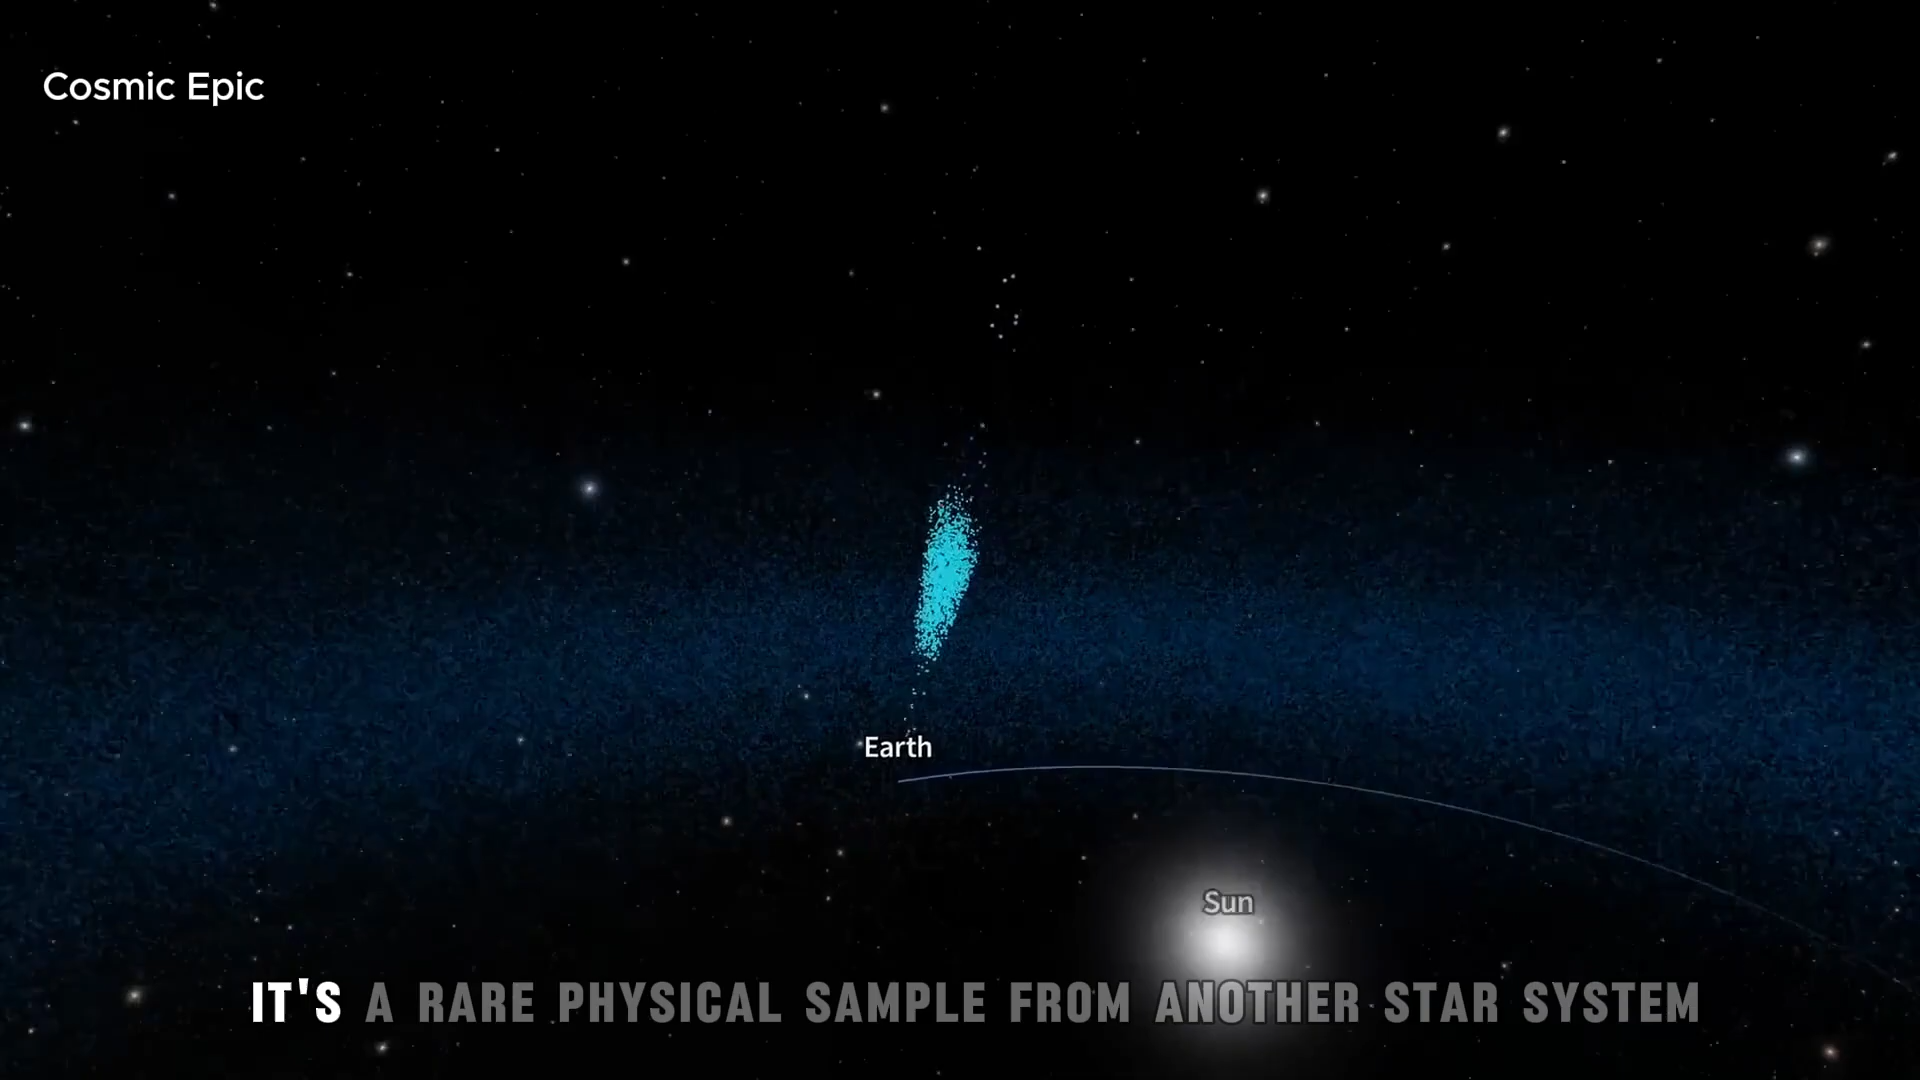 Cosmic Epic
Earth
Sun
IT'S A RARE PHYSICAL SAMPLE FROM ANOTHER STAR SYSTEM